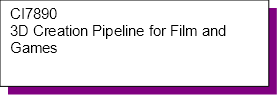 CI7890
3D Creation Pipeline for Film and
Games